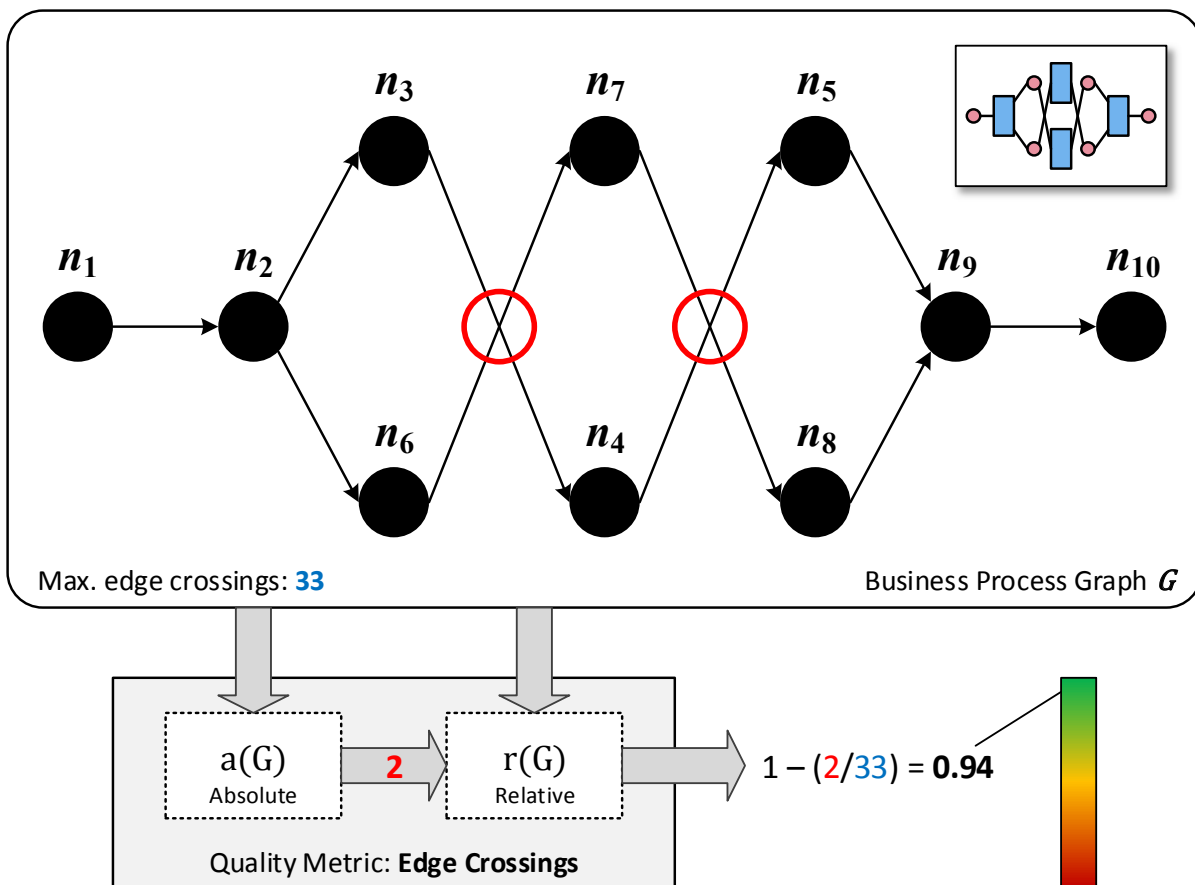 n3 n7 n5
n1 n2 n9 n10
n6 n4 n8
Max. edge crossings: 33 Business Process Graph G
a(G) 2 r(G) 1 – (2/33) = 0.94
Absolute Relative
Quality Metric: Edge Crossings